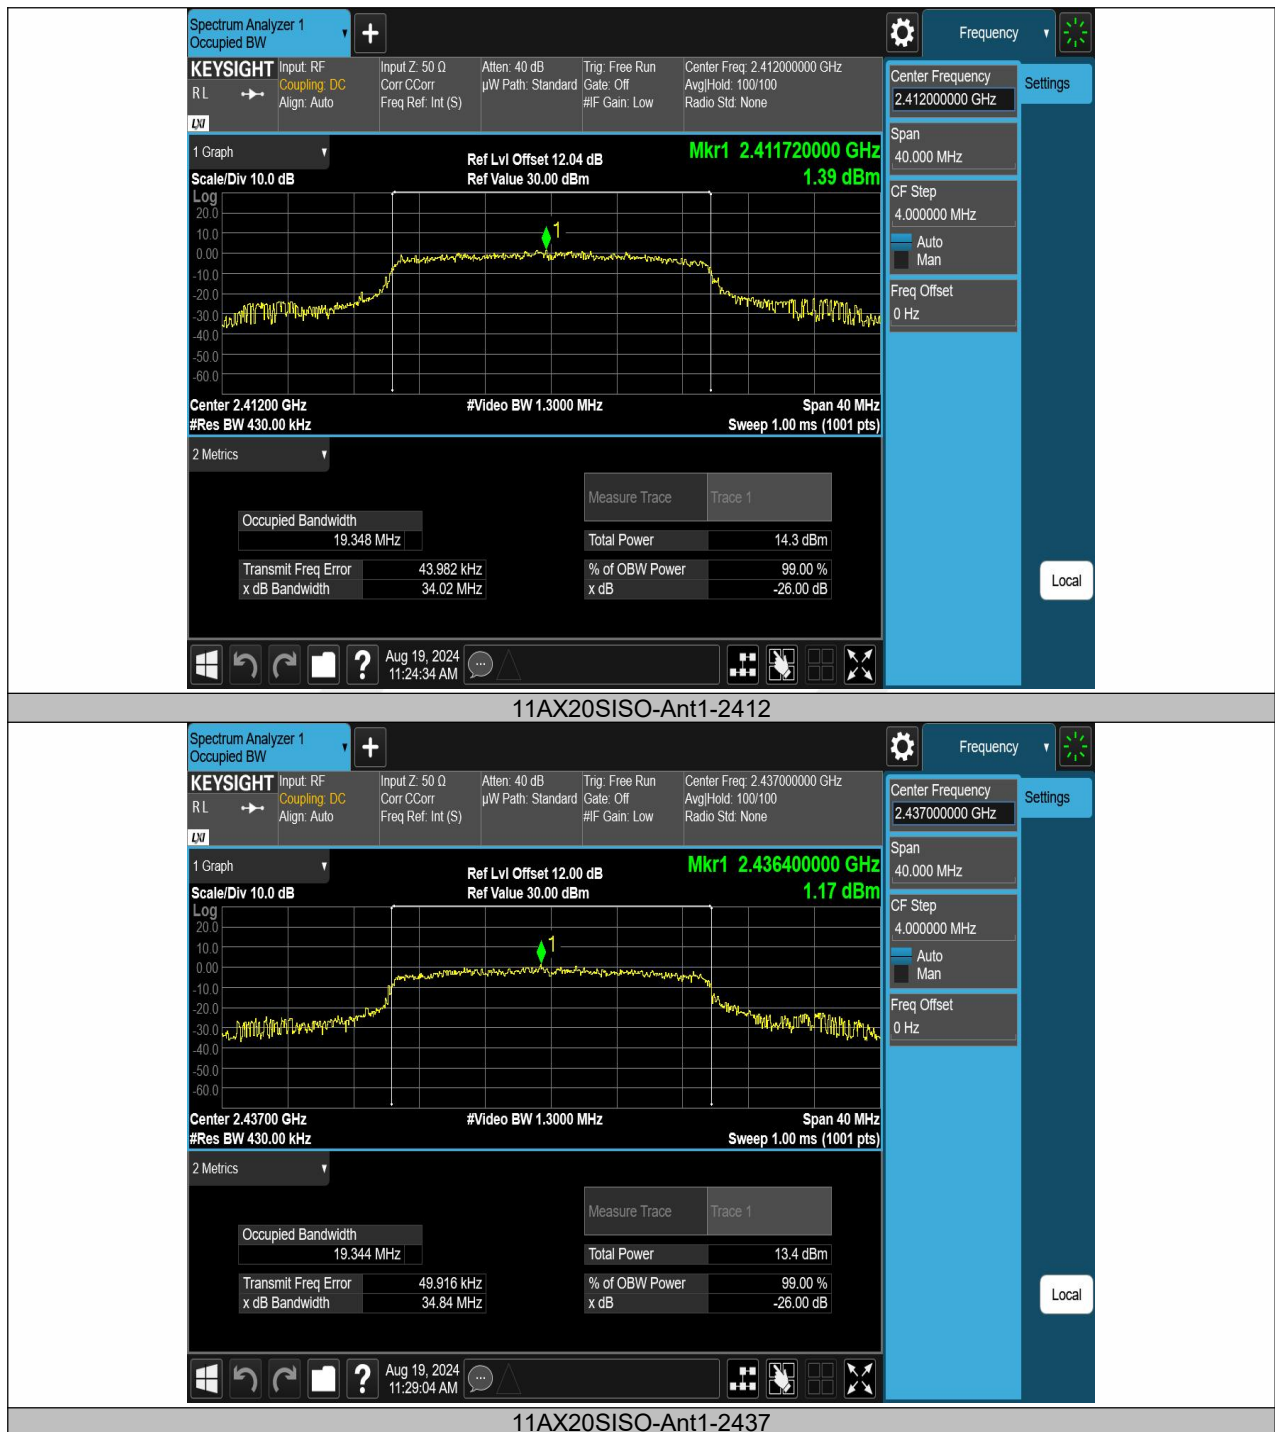 Spectrum Analyzer 1
Occupied BW
+
Frequency
KEYSIGHT
R L
LXI
Input: RF
Coupling: DC
Align: Auto
Input Z: 50 Ω
Corr CCorr
Freq Ref: Int (S)
Atten: 40 dB
µW Path: Standard
Trig: Free Run
Gate: Off
#IF Gain: Low
Center Freq: 2.412000000 GHz
Avg|Hold: 100/100
Radio Std: None
Center Frequency
2.412000000 GHz
Settings
Span
40.000 MHz
CF Step
4.000000 MHz
Auto
Man
Freq Offset
0 Hz
Local
1 Graph
Scale/Div 10.0 dB
Ref Lvl Offset 12.04 dB
Ref Value 30.00 dBm
Mkr1 2.411720000 GHz
1.39 dBm
Log
20.0
10.0
0.00
-10.0
-20.0
-30.0
-40.0
-50.0
-60.0
1
Center 2.41200 GHz
#Res BW 430.00 kHz
#Video BW 1.3000 MHz
Span 40 MHz
Sweep 1.00 ms (1001 pts)
2 Metrics
Measure Trace Trace 1
Occupied Bandwidth
19.348 MHz
Total Power 14.3 dBm
Transmit Freq Error 43.982 kHz
% of OBW Power 99.00 %
x dB Bandwidth 34.02 MHz
x dB -26.00 dB
?
Aug 19, 2024
11:24:34 AM
11AX20SISO-Ant1-2412
Spectrum Analyzer 1
Occupied BW
+
Frequency
KEYSIGHT
R L
LXI
Input: RF
Coupling: DC
Align: Auto
Input Z: 50 Ω
Corr CCorr
Freq Ref: Int (S)
Atten: 40 dB
µW Path: Standard
Trig: Free Run
Gate: Off
#IF Gain: Low
Center Freq: 2.437000000 GHz
Avg|Hold: 100/100
Radio Std: None
Center Frequency
2.437000000 GHz
Settings
Span
40.000 MHz
CF Step
4.000000 MHz
Auto
Man
Freq Offset
0 Hz
Local
1 Graph
Scale/Div 10.0 dB
Ref Lvl Offset 12.00 dB
Ref Value 30.00 dBm
Mkr1 2.436400000 GHz
1.17 dBm
Log
20.0
10.0
0.00
-10.0
-20.0
-30.0
-40.0
-50.0
-60.0
1
Center 2.43700 GHz
#Res BW 430.00 kHz
#Video BW 1.3000 MHz
Span 40 MHz
Sweep 1.00 ms (1001 pts)
2 Metrics
Measure Trace Trace 1
Occupied Bandwidth
19.344 MHz
Total Power 13.4 dBm
Transmit Freq Error 49.916 kHz
% of OBW Power 99.00 %
x dB Bandwidth 34.84 MHz
x dB -26.00 dB
?
Aug 19, 2024
11:29:04 AM
11AX20SISO-Ant1-2437